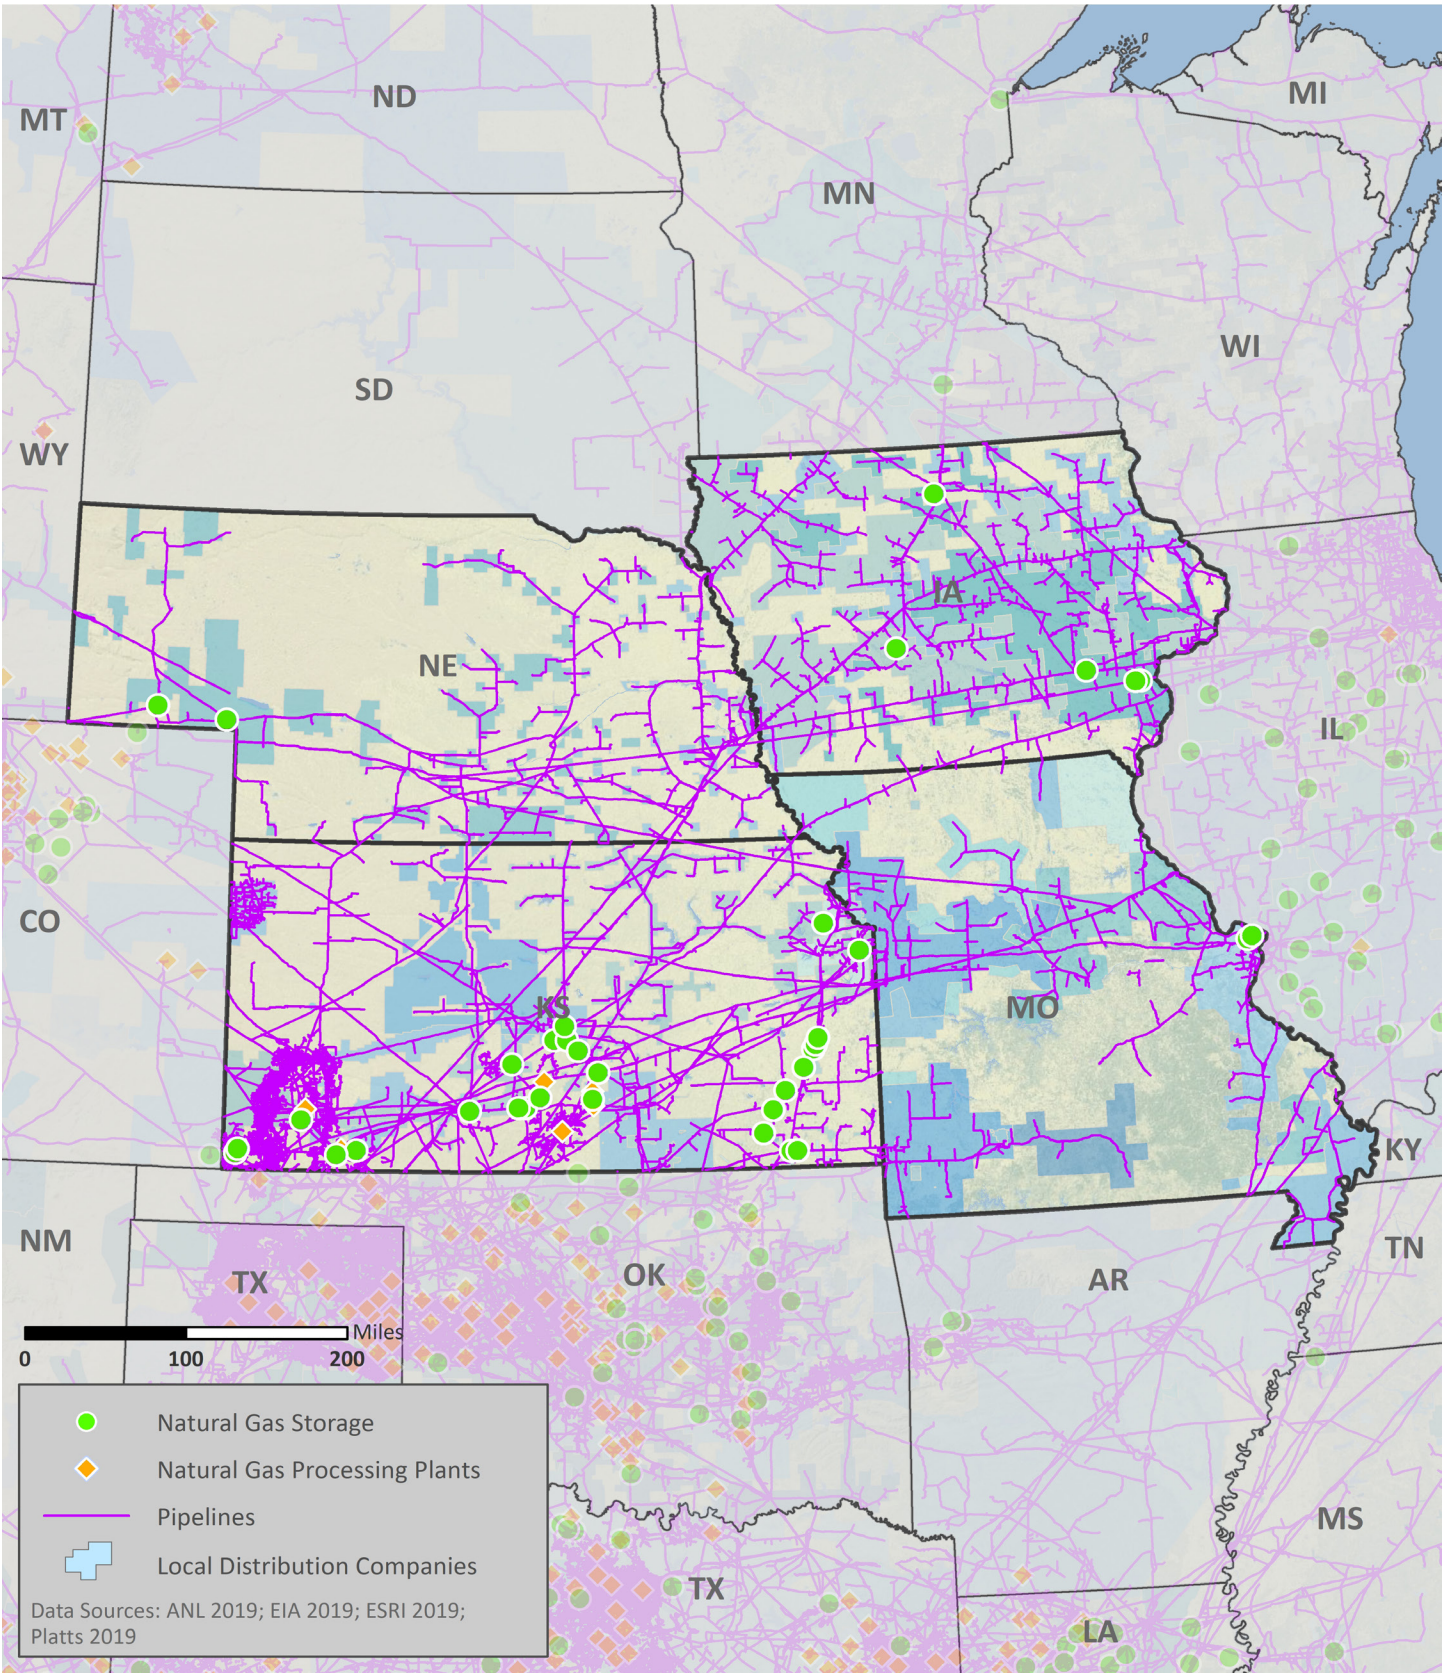 ND
MI
MT
MN
WI
SD
WY
IA
NE
IL
CO
KS
MO
KY
NM
TN
TX
OK
AR
Miles
0 100 200
Natural Gas Storage
Natural Gas Processing Plants
Pipelines
Local Distribution Companies
Data Sources: ANL 2019; EIA 2019; ESRI 2019;
Platts 2019
MS
TX
LA